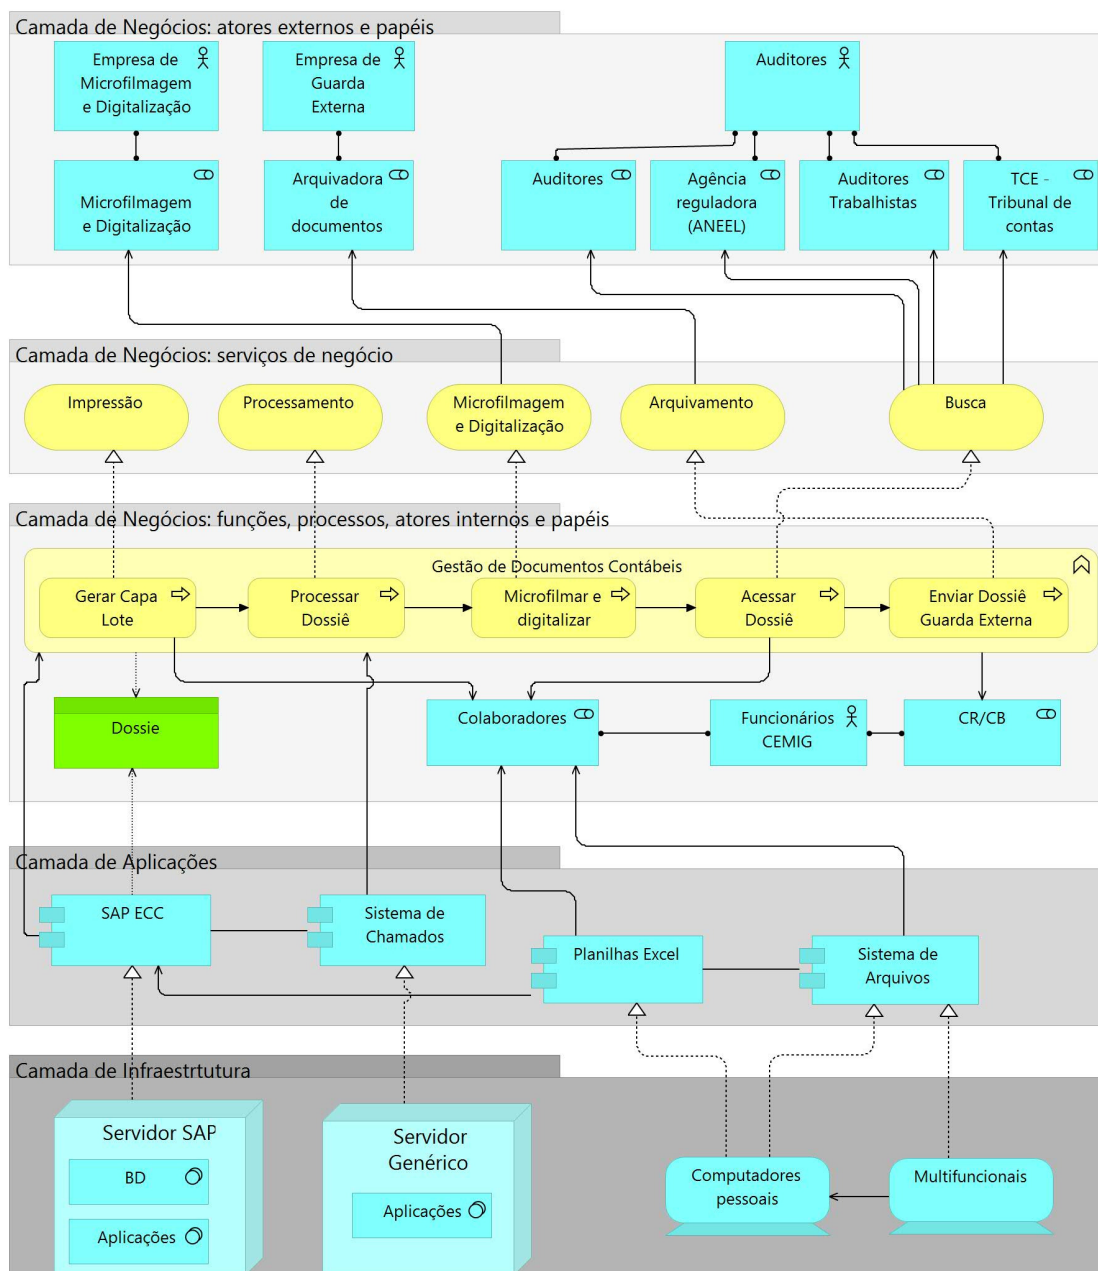 Camada de Negócios: atores externos e papéis
Empresa de
Microfilmagem
e Digitalização
Empresa de
Guarda
Externa
Auditores
Microfilmagem
e Digitalização
Arquivadora
de
documentos
Auditores
Agência
reguladora
(ANEEL)
Auditores
Trabalhistas
TCE -
Tribunal de
contas
Camada de Negócios: serviços de negócio
Impressão
Processamento
Microfilmagem
e Digitalização
Arquivamento
Busca
Camada de Negócios: funções, processos, atores internos e papéis
Gestão de Documentos Contábeis
Gerar Capa
Lote
Processar
Dossiê
Microfilmar e
digitalizar
Acessar
Dossiê
Enviar Dossiê
Guarda Externa
Dossie
Colaboradores
Funcionários
CEMIG
CR/CB
Camada de Aplicações
SAP ECC
Sistema de
Chamados
Planilhas Excel
Sistema de
Arquivos
Camada de Infraestrtutura
Servidor SAP
BD
Aplicações
Servidor
Genérico
Aplicações
Computadores
pessoais
Multifuncionais